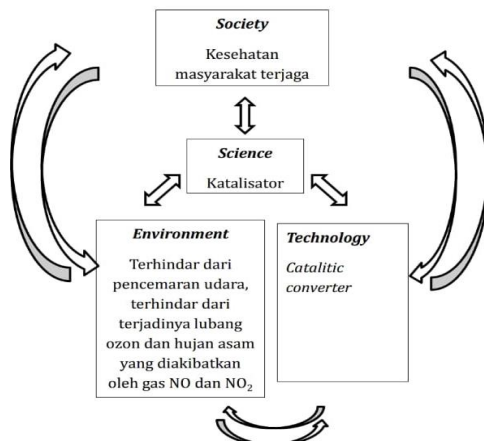 Society
Kesehatan
masyarakat terjaga
Science
Katalisator
Environment
Terhindar dari
pencemaran udara,
terhindar dari
terjadinya lubang
ozon dan hujan asam
yang diakibatkan
oleh gas NO dan NO₂
Technology
Catalitic
converter